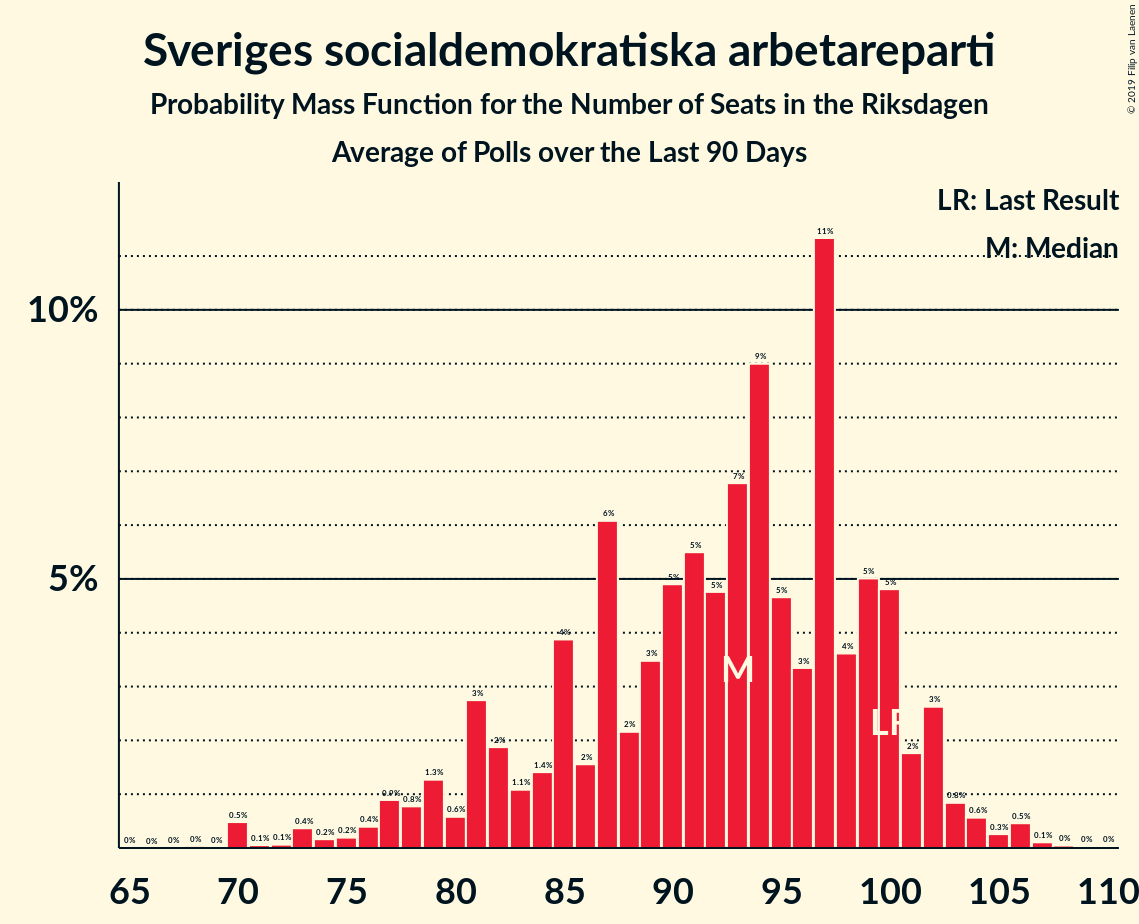 Sveriges socialdemokratiska arbetareparti
Probability Mass Function for the Number of Seats in the Riksdagen
Average of Polls over the Last 90 Days
© 2019 Filip van Laenen
LR: Last Result
M: Median
10%
5%
0% 0% 0% 0% 0% 0.5% 0.1% 0.1% 0.4% 0.2% 0.2% 0.4% 0.9% 0.8% 1.3% 0.6% 3% 2% 1.1% 1.4% 4% 2% 6% 2% 3% 5% 5% 5% 7% 9% 5% 3% 11% 4% 5% 5% 2% 3% 0.8% 0.6% 0.3% 0.5% 0.1% 0% 0% 0%
M
LR
65 70 75 80 85 90 95 100 105 110